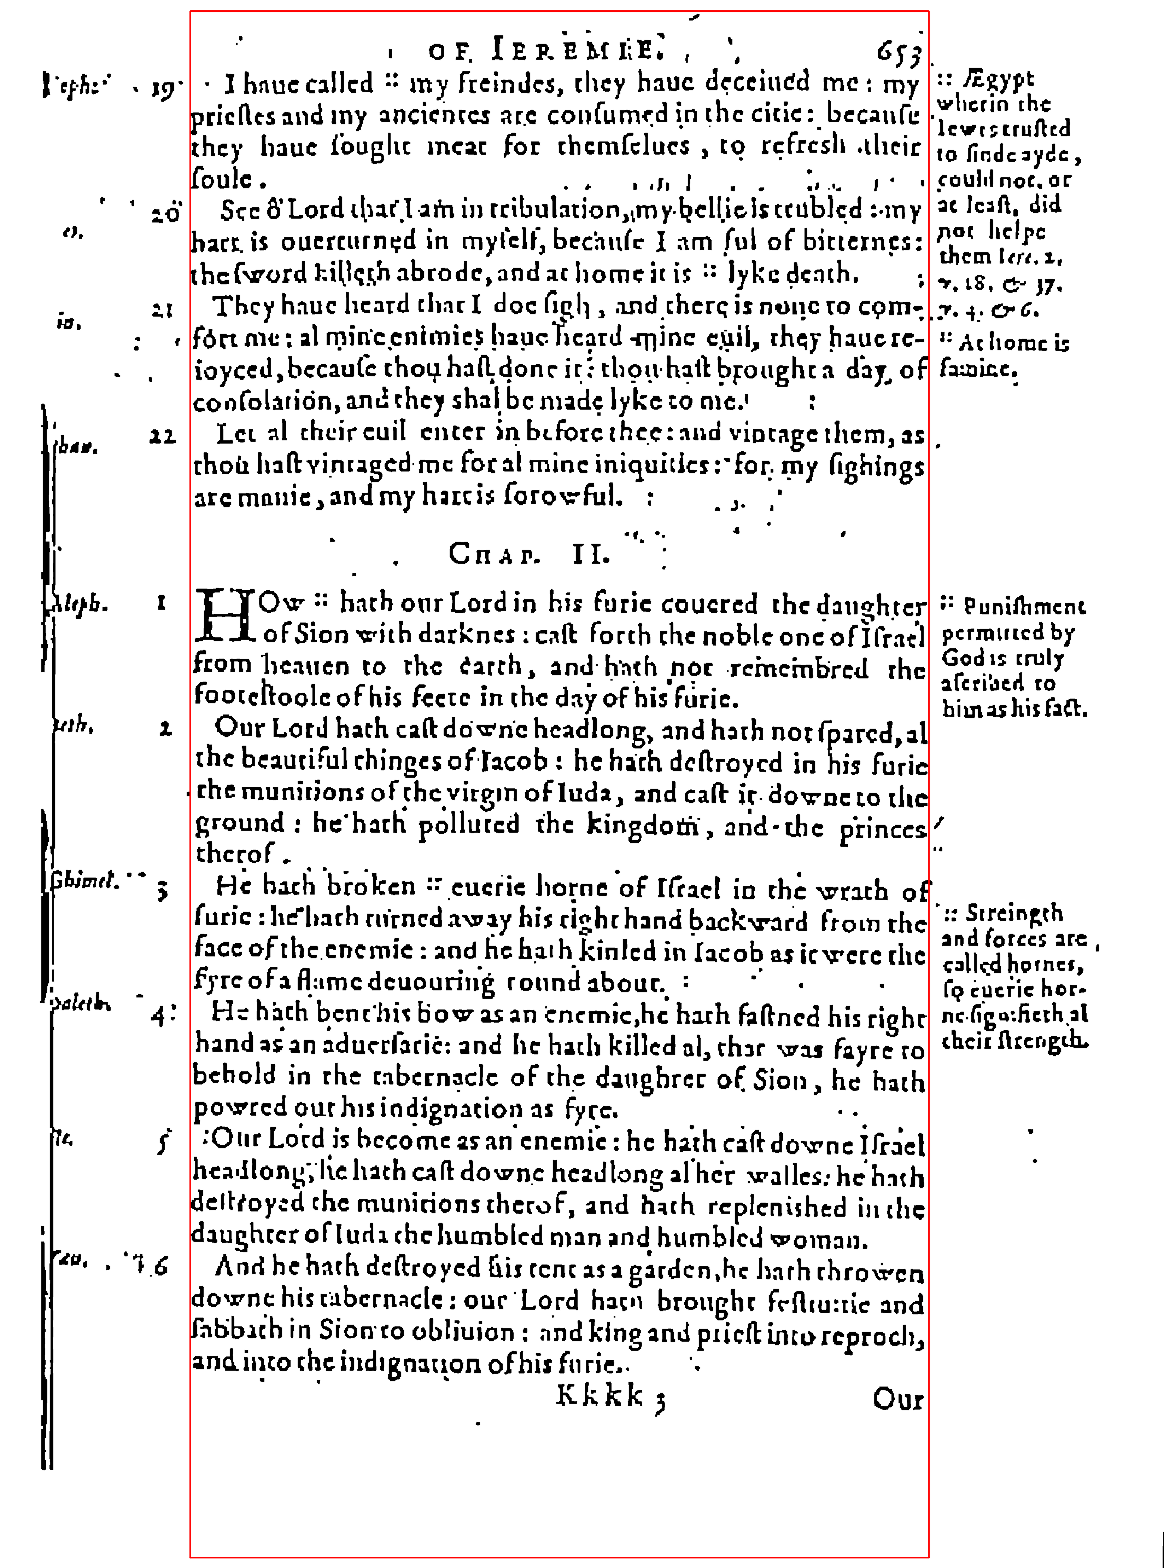 OF IEREMIE. 653
19 I haue called :: my freindes, they haue deceiued me: my
prieſtes and my ancientes are conſumed in the citie: becauſe
they haue ſought meat for themſelues, to refresh their
ſoule.
20 See ô Lord that I am in tribulation, my bellie is trubled: my
hart is ouerturned in myſelf, becauſe I am ful of bitternes:
the ſword killeth abrode, and at home it is :: lyke death.
21 They haue heard that I doe ſigh, and there is none to com-
fort me: al mine enimies haue heard mine euil, they haue re-
ioyced, becauſe thou haſt done it: thou haſt brought a day of
conſolation, and they shal be made lyke to me.
22 Let al their euil enter in before thee: and vintage them, as
thou haſt vintaged me for al mine iniquities: for my ſighings
are manie, and my hart is ſorowful.
CHAP. II.
Aleph. 1 HOw :: hath our Lord in his furie couered the daughter
of Sion with darknes: caſt forth the noble one of Iſrael
from heauen to the earth, and hath not remembred the
footeſtoole of his feete in the day of his furie.
2 Our Lord hath caſt downe headlong, and hath not ſpared, al
the beautiful thinges of Iacob: he hath deſtroyed in his furie
the munitions of the virgin of Iuda, and caſt it downe to the
ground: he hath polluted the kingdom, and the princes
therof.
Ghimel. 3 He hath broken :: euerie horne of Iſrael in the wrath of
furie: he hath turned away his right hand backward from the
face of the enemie: and he hath kinled in Iacob as it were the
fyre of a flame deuouring round about.
Daleth. 4 He hath bent his bow as an enemie, he hath faſtned his right
hand as an aduerſarie: and he hath killed al, that was fayre to
behold in the tabernacle of the daughter of Sion, he hath
powred out his indignation as fyre.
5 Our Lord is become as an enemie: he hath caſt downe Iſrael
headlong, he hath caſt downe headlong al her walles: he hath
deſtroyed the munitions therof, and hath replenished in the
daughter of Iuda the humbled man and humbled woman.
6 And he hath deſtroyed his tent as a garden, he hath throwen
downe his tabernacle: our Lord hath brought feſtiuitie and
ſabbath in Sion to obliuion: and king and prieſt into reproch,
and into the indignation of his furie.
Kkkk 3 Our
:: Ægypt
wherin the
Iewes truſted
to finde ayde,
could not, or
at leaſt, did
not helpe
them Iere. 2.
v. 18. & 37.
v. 4. & 6.
:: At home is
famine.
:: Puniſhment
permitted by
God is truly
aſcribed to
him as his fact.
:: Streingth
and forces are
called hornes,
ſo euerie hor-
ne ſignifieth al
their ſtrength.